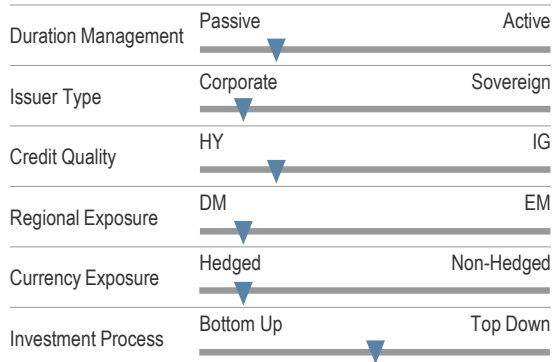 Duration Management Passive Active
Issuer Type Corporate Sovereign
Credit Quality HY IG
Regional Exposure DM EM
Currency Exposure Hedged Non-Hedged
Investment Process Bottom Up Top Down